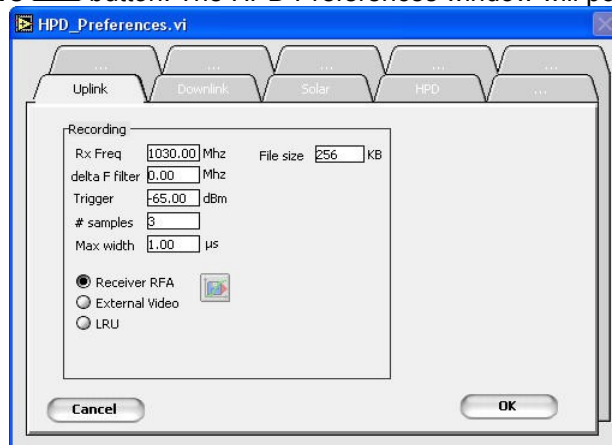 button. The HPD Preferences window will
HPD_Preferences.vi
... ... ... ...
Uplink Downlink Solar HPD ...
Recording
Rx Freq 1030.00 Mhz File size 256 KB
delta F filter 0.00 Mhz
Trigger -65.00 dBm
# samples 3
Max width 1.00 µs
Receiver RFA
External Video
LRU
Cancel OK